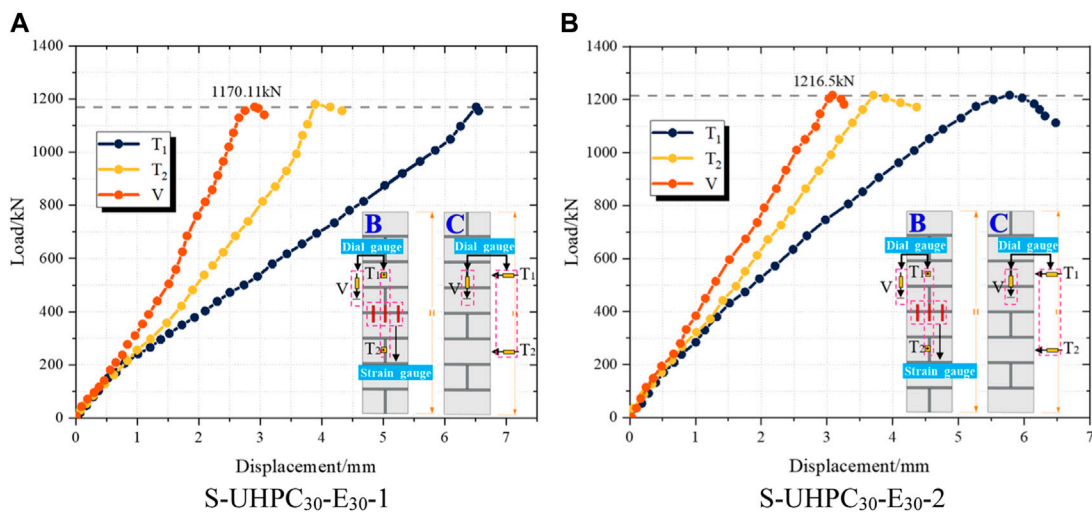 A
1400
1200
1000
800
600
400
200
0
Load/kN
1170.11kN
T₁
T₂
V
B
C
Dial gauge
Dial gauge
T₁
V
T₂
Strain gauge
V
T₁
T₂
H
H
0 1 2 3 4 5 6 7
Displacement/mm
S-UHPC₃₀-E₃₀-1
B
1400
1200
1000
800
600
400
200
0
Load/kN
1216.5kN
T₁
T₂
V
B
C
Dial gauge
Dial gauge
T₁
V
T₂
Strain gauge
V
T₁
T₂
H
H
0 1 2 3 4 5 6 7
Displacement/mm
S-UHPC₃₀-E₃₀-2